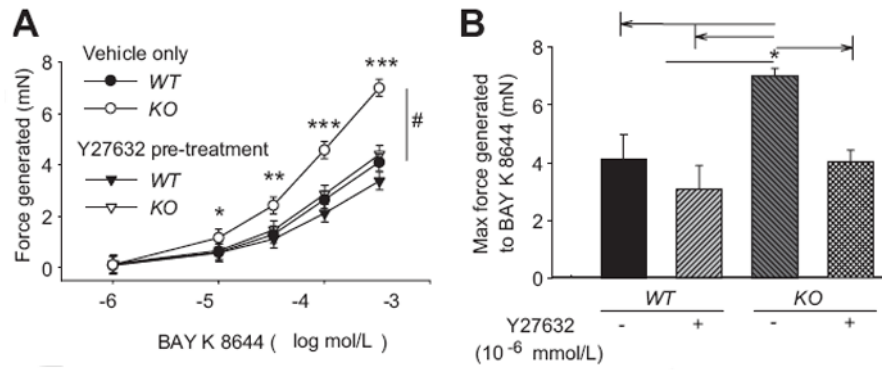 A
Vehicle only
WT
KO
Y27632 pre-treatment
WT
KO
*
**
***
***
#
Force generated (mN)
8
6
4
2
0
-6
-5
-4
-3
BAY K 8644 ( log mol/L )
B
*
Max force generated
to BAY K 8644 (mN)
8
6
4
2
0
WT
KO
Y27632
-
+
-
+
(10 -6 mmol/L)